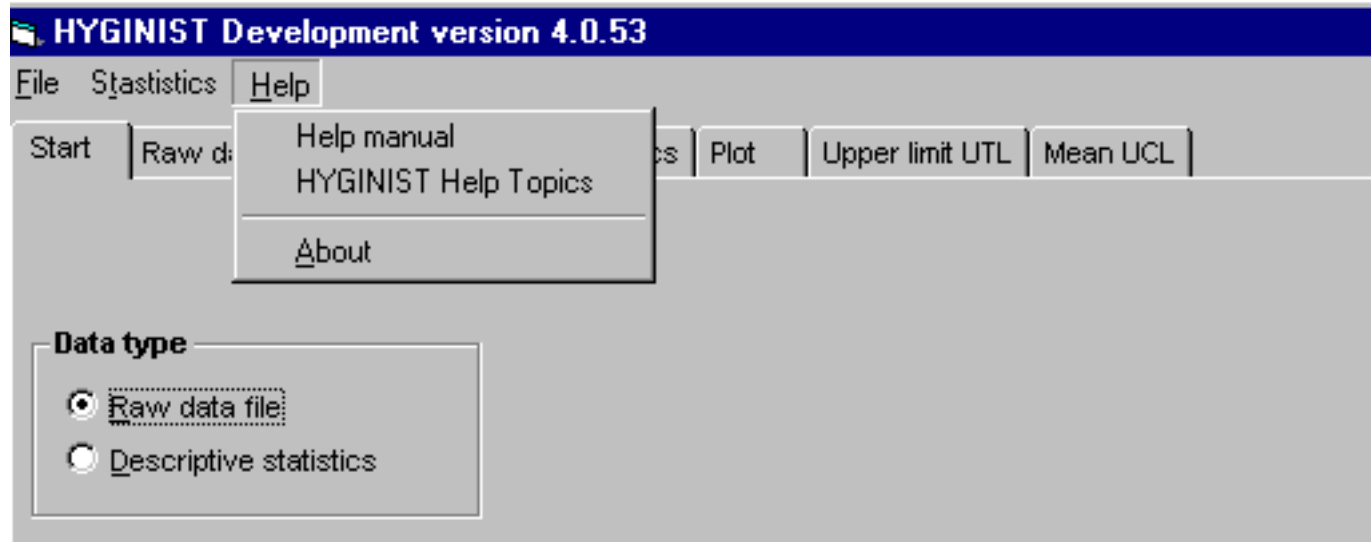 HYGINIST Development version 4.0.53
File Stastistics Help
Help manual
HYGINIST Help Topics
About
Start Raw d cs Plot Upper limit UTL Mean UCL
Data type
Raw data file
Descriptive statistics